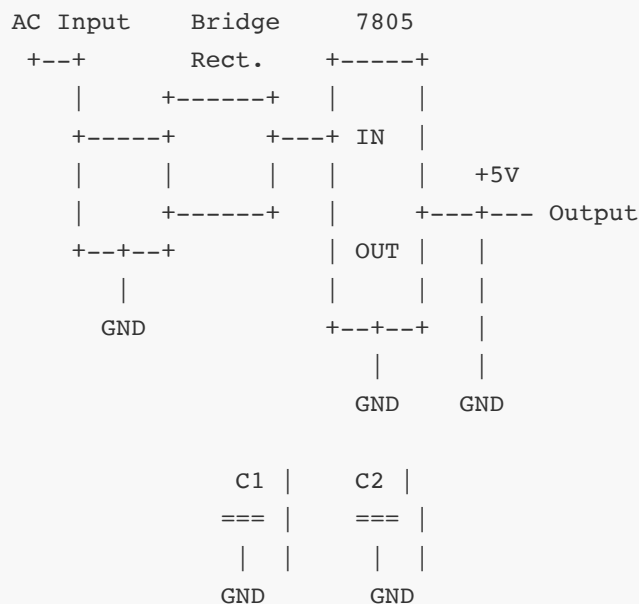 AC Input Bridge 7805
+--+ Rect. +-----+
| +------+ | |
+-----+ +---+ IN |
| | | | | +5V
| +------+ | +---+--- Output
+--+--+ | OUT | |
| | | |
GND +--+--+ |
| |
GND GND
C1 | C2 |
=== | === |
| | | |
GND GND